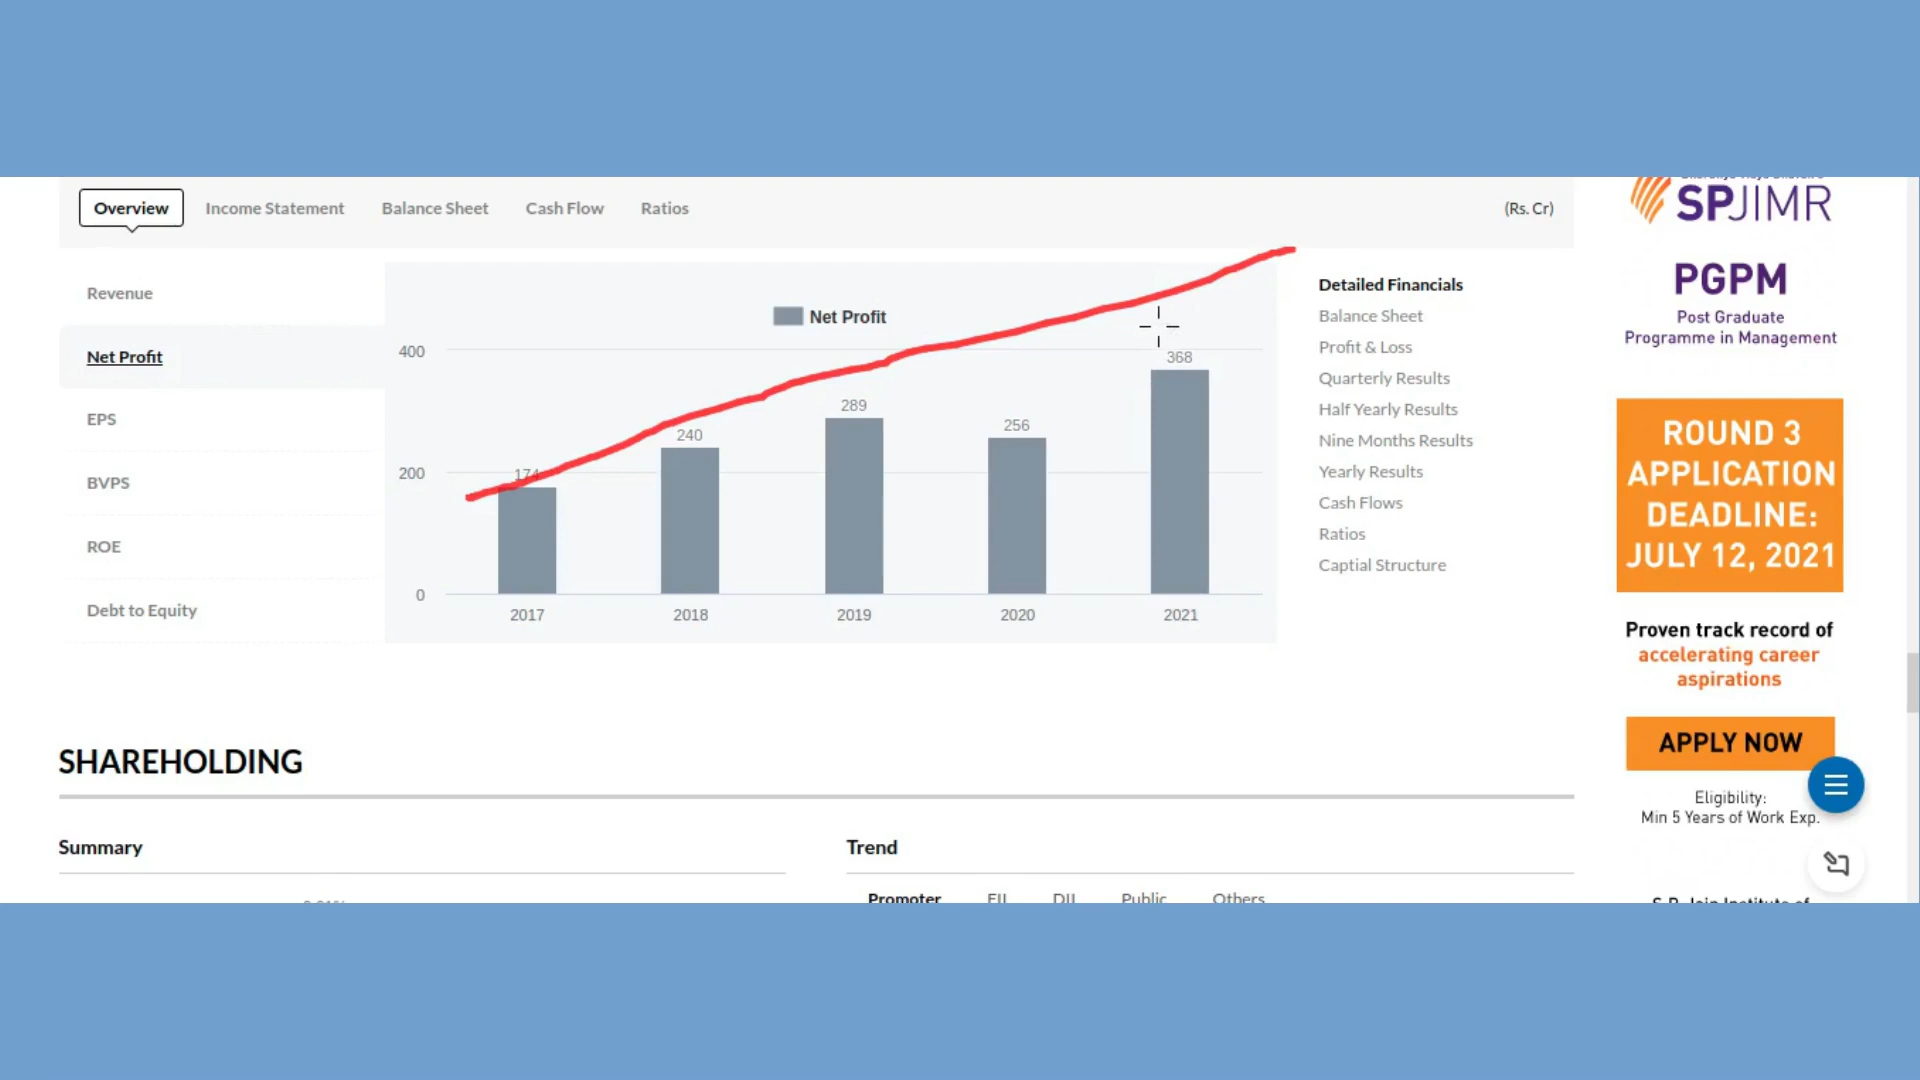 Overview Income Statement Balance Sheet Cash Flow Ratios (Rs. Cr)
Revenue
Net Profit
EPS
BVPS
ROE
Debt to Equity
Net Profit
400
200
0
174
240
289
256
368
2017 2018 2019 2020 2021
Detailed Financials
Balance Sheet
Profit & Loss
Quarterly Results
Half Yearly Results
Nine Months Results
Yearly Results
Cash Flows
Ratios
Captial Structure
SPJIMR
PGPM
Post Graduate
Programme in Management
ROUND 3
APPLICATION
DEADLINE:
JULY 12, 2021
Proven track record of
accelerating career
aspirations
APPLY NOW
Eligibility:
Min 5 Years of Work Exp.
SHAREHOLDING
Summary
Trend
Promoter FII DII Public Others